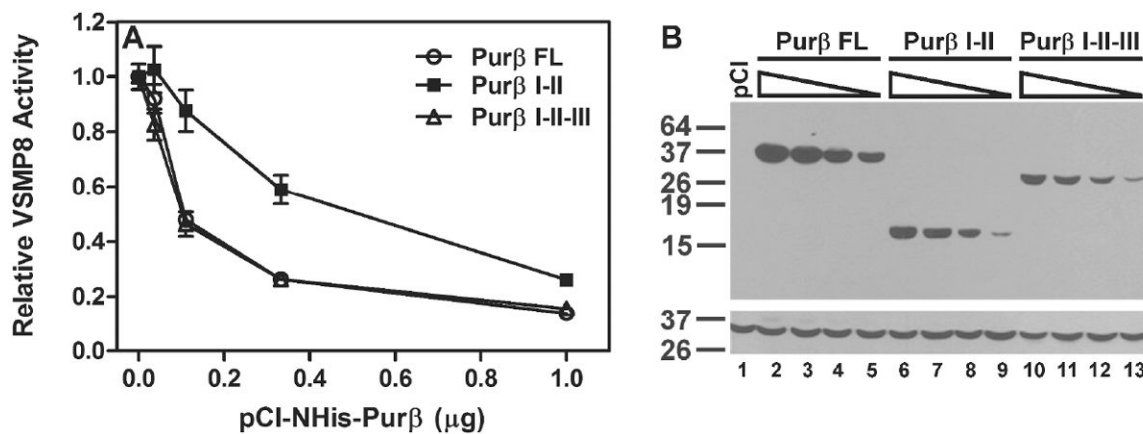 A
Relative VSMP8 Activity
1.2
1.0
0.8
0.6
0.4
0.2
0.0
0.0 0.2 0.4 0.6 0.8 1.0
pCI-NHis-Purβ (μg)
Purβ FL
Purβ I-II
Purβ I-II-III
B
pCI
Purβ FL Purβ I-II Purβ I-II-III
64
37
26
19
15
37
26
1 2 3 4 5 6 7 8 9 10 11 12 13